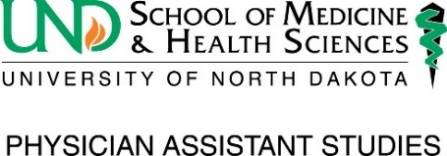 UND SCHOOL OF MEDICINE
& HEALTH SCIENCES
UNIVERSITY OF NORTH DAKOTA
PHYSICIAN ASSISTANT STUDIES